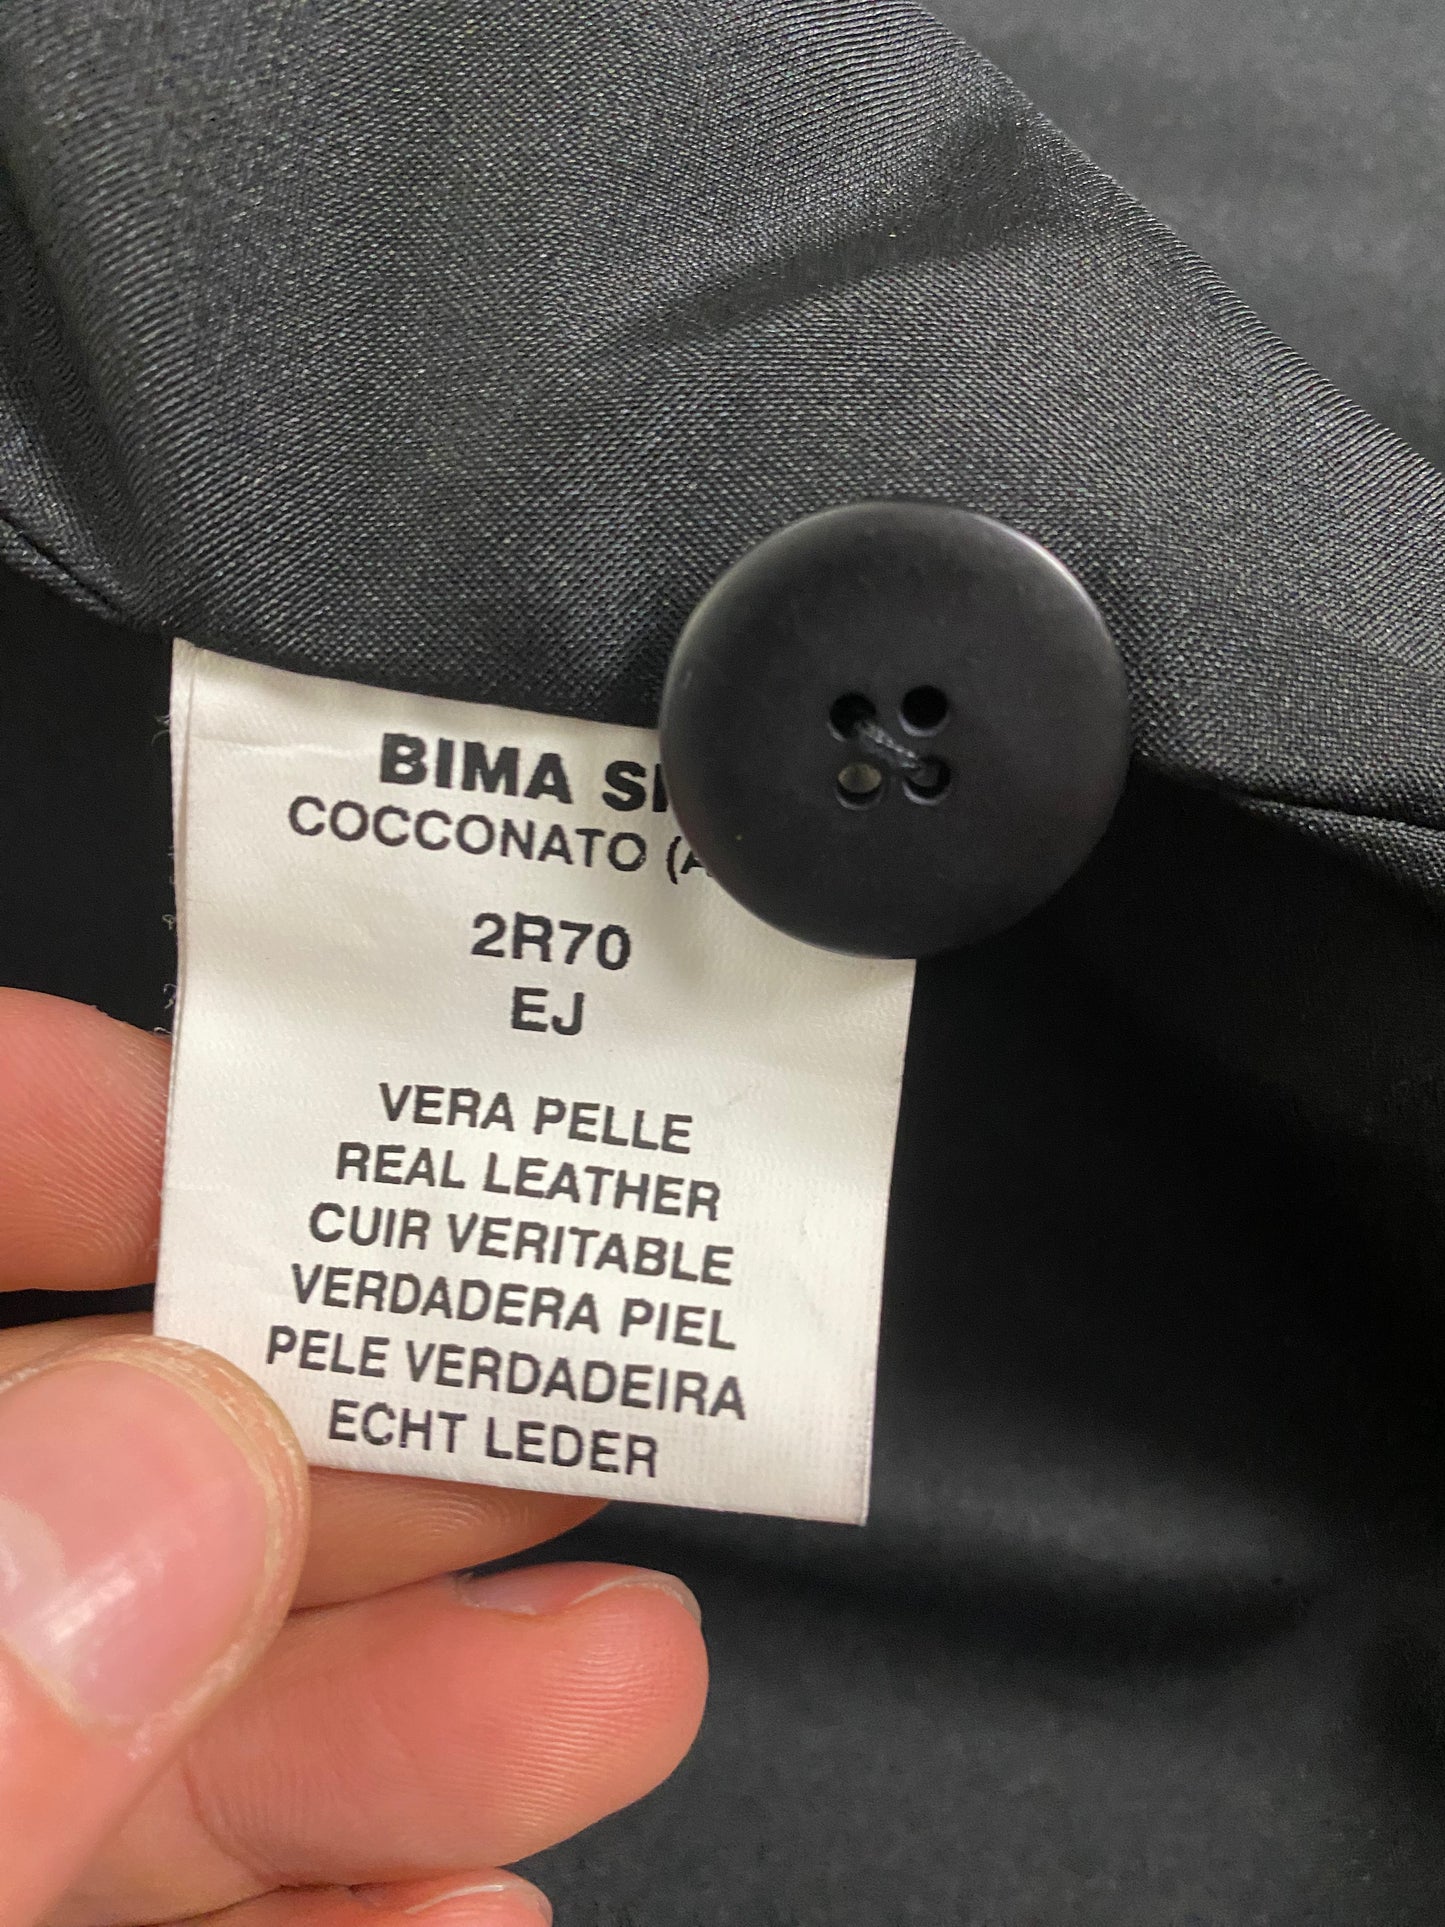 BIMA
COCCONATO
2R70
EJ
VERA PELLE
REAL LEATHER
CUIR VERITABLE
VERDADERA PIEL
PELE VERDADEIRA
ECHT LEDER